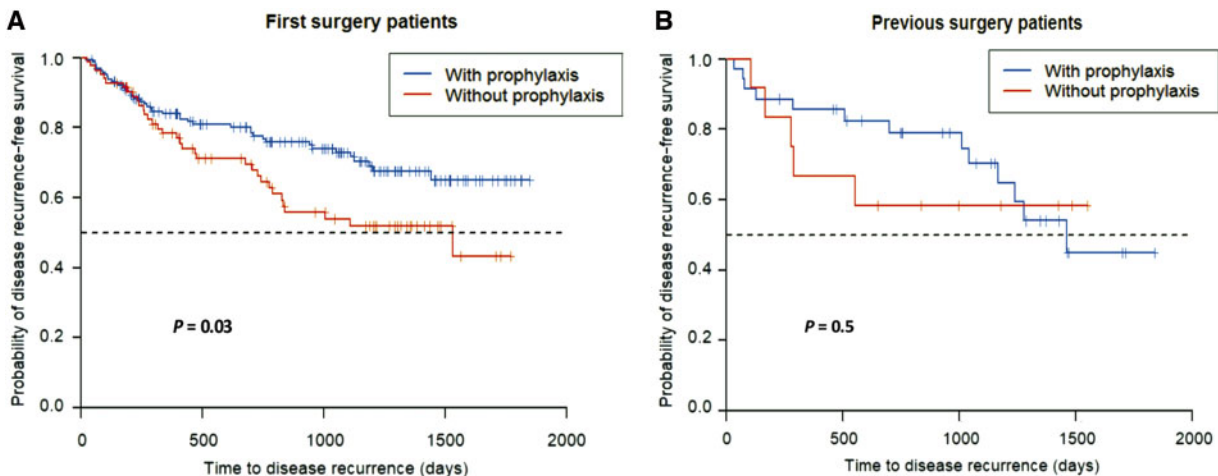 A
First surgery patients
With prophylaxis
Without prophylaxis
Probability of disease recurrence-free survival
1.0
0.8
0.6
0.4
0.2
0.0
P = 0.03
0 500 1000 1500 2000
Time to disease recurrence (days)
B
Previous surgery patients
With prophylaxis
Without prophylaxis
Probability of disease recurrence-free survival
1.0
0.8
0.6
0.4
0.2
0.0
P = 0.5
0 500 1000 1500 2000
Time to disease recurrence (days)